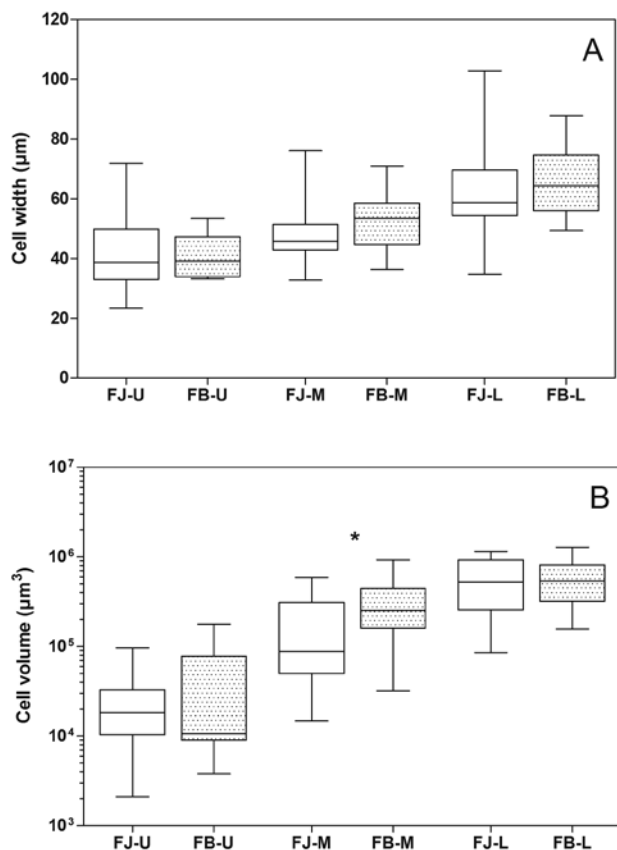 120
A
100
80
60
40
20
0
Cell width (µm)
FJ-U FB-U FJ-M FB-M FJ-L FB-L
10⁷
B
10⁶
*
10⁵
10⁴
10³
Cell volume (µm³)
FJ-U FB-U FJ-M FB-M FJ-L FB-L